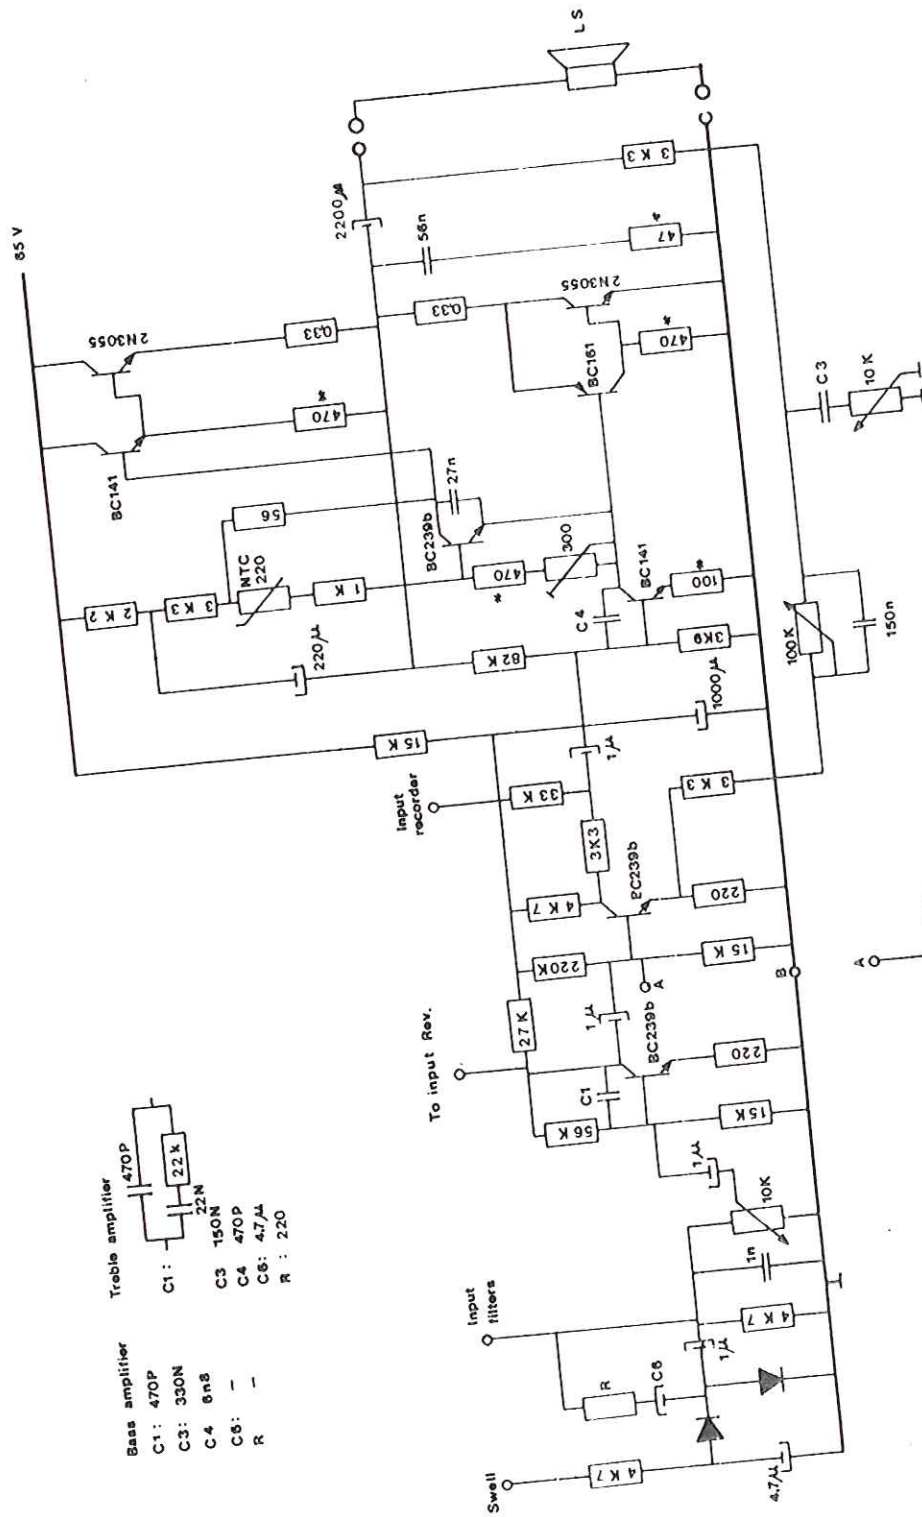 Bass amplifier
C1: 470P
C3: 330N
C4 6n8
C6: –
R –
Treble amplifier
C1:
470P
22N
22k
C3 150N
C4 470P
C6: 4.7µ
R : 220
65 V
2N3055
BC141
0,33
470
*
2K2
3K3
NTC
220
1K
56
220µ
BC239b
27n
470
*
300
82K
C4
BC141
100
*
3K9
1000µ
15K
Input
recorder
33K
1µ
3K3
4K7
BC239b
220K
220
3K3
A
15K
B
A
To input Rev.
27K
1µ
BC239b
C1
56K
220
15K
1µ
10K
1n
Input
filters
4K7
1µ
R
C6
Swell
4K7
4.7µ
2200µ
56n
47
*
3K3
LS
C
0,33
2N3055
BC161
470
*
C3
10K
100K
150n